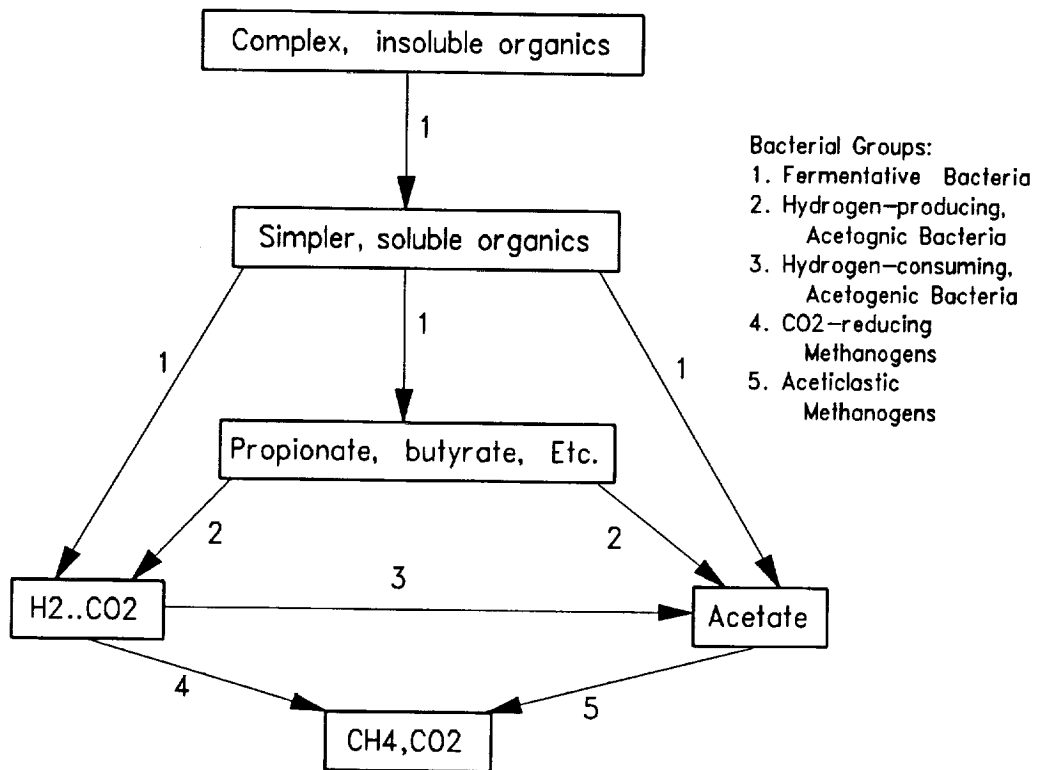 Complex, insoluble organics
1
Simpler, soluble organics
1
1
1
Propionate, butyrate, Etc.
2
2
H2..CO2
3
Acetate
4
5
CH4,CO2
Bacterial Groups:
1. Fermentative Bacteria
2. Hydrogen-producing,
Acetognic Bacteria
3. Hydrogen-consuming,
Acetogenic Bacteria
4. CO2-reducing
Methanogens
5. Aceticlastic
Methanogens